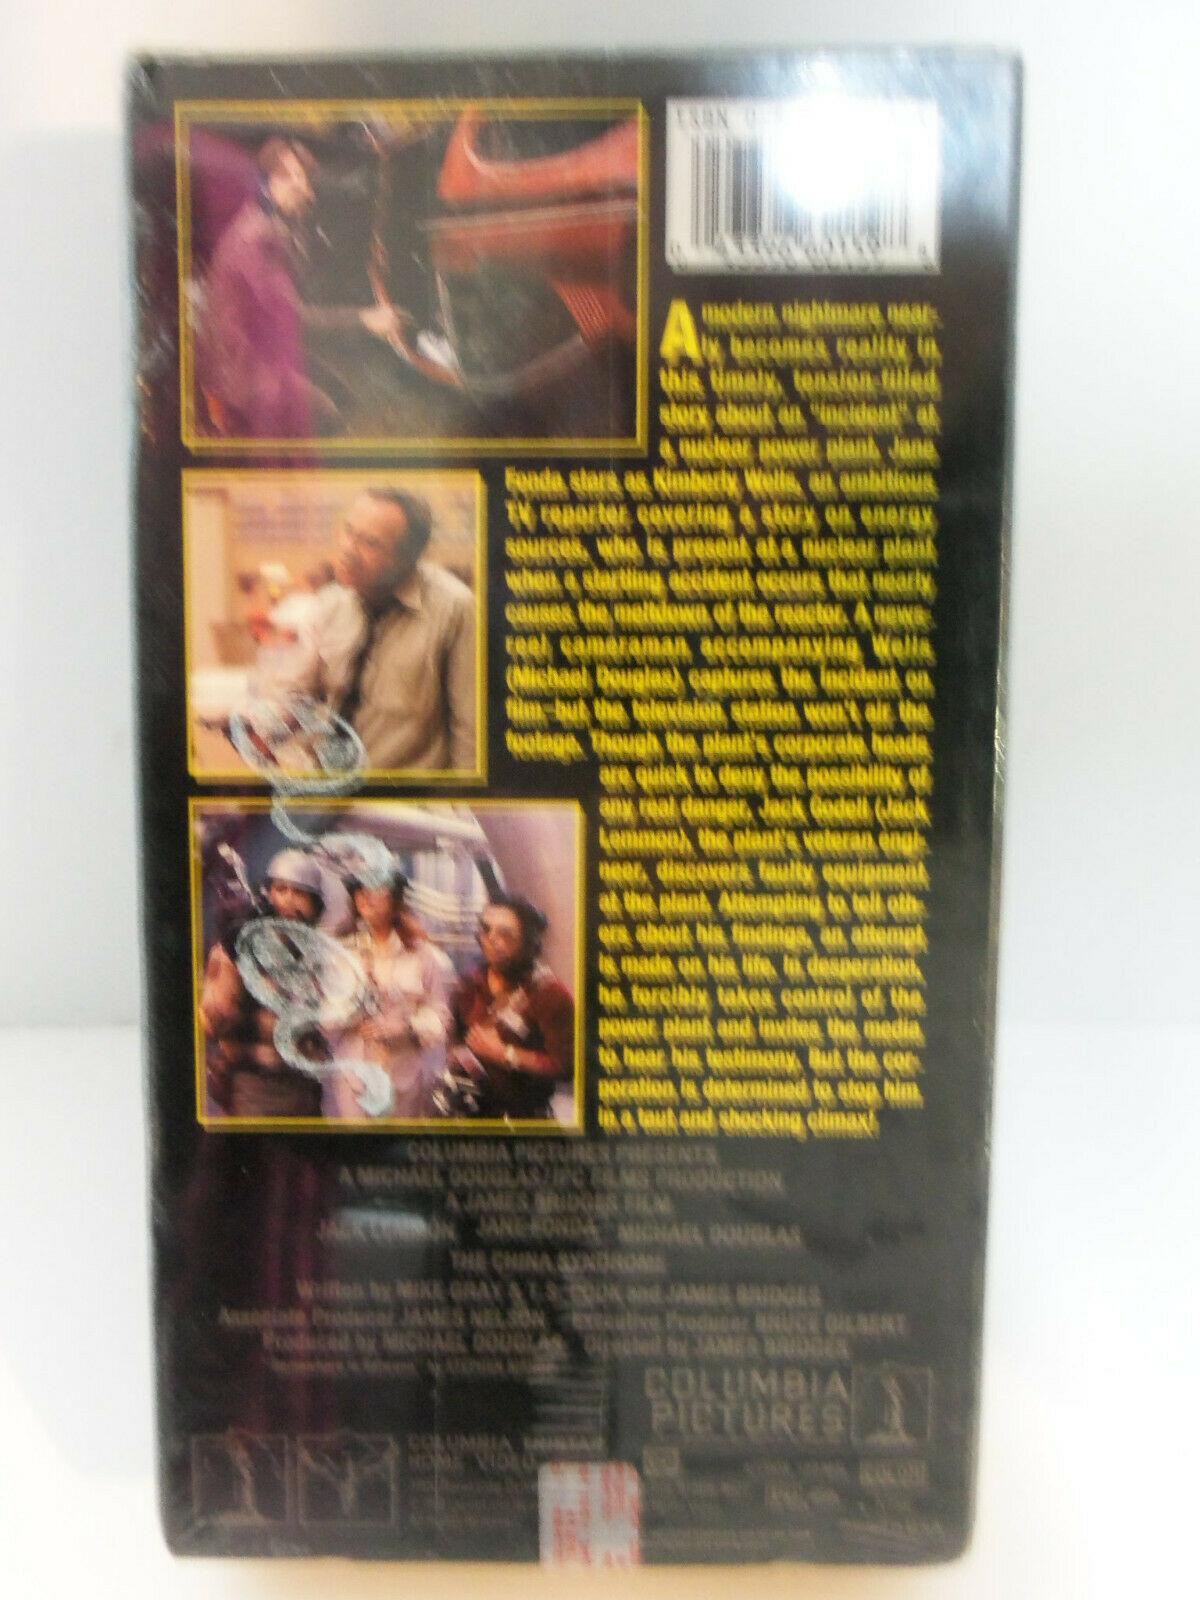 A modern nightmare near-
ly becomes reality in
this timely, tension-filled
story about an "incident" at
a nuclear power plant. Jane
Fonda stars as Kimberly Wells, an ambitious
TV reporter covering a story on energy
sources, who is present at a nuclear plant
when a startling accident occurs that nearly
causes the meltdown of the reactor. A news-
reel cameraman accompanying Wells
(Michael Douglas), captures the incident on
film—but the television station won't air the
footage. Though the plant's corporate heads
are quick to deny the possibility of
any real danger, Jack Godell (Jack
Lemmon), the plant's veteran engi-
neer, discovers faulty equipment
at the plant. Attempting to tell oth-
ers about his findings, an attempt
is made on his life. In desperation,
he forcibly takes control of the
power plant and invites the media
to hear his testimony. But the cor-
poration is determined to stop him
in a taut and shocking climax!
COLUMBIA PICTURES PRESENTS
A MICHAEL DOUGLAS/IPC FILMS PRODUCTION
A JAMES BRIDGES FILM
JACK LEMMON JANE FONDA MICHAEL DOUGLAS
THE CHINA SYNDROME
Written by MIKE GRAY & T.S. COOK and JAMES BRIDGES
Associate Producer JAMES NELSON Executive Producer BRUCE GILBERT
Produced by MICHAEL DOUGLAS Directed by JAMES BRIDGES
COLUMBIA
PICTURES
COLUMBIA TRISTAR
HOME VIDEO
COLOR